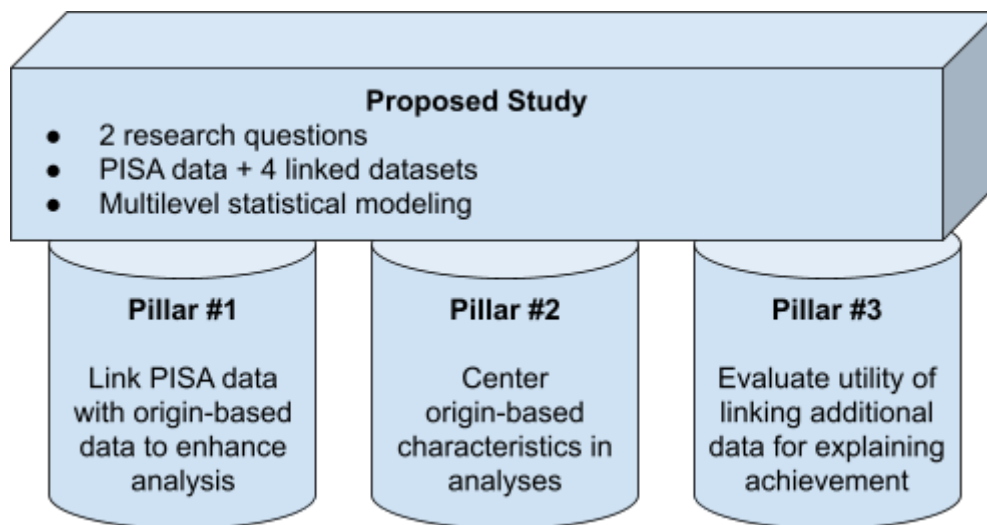 Proposed Study
● 2 research questions
● PISA data + 4 linked datasets
● Multilevel statistical modeling
Pillar #1
Link PISA data
with origin-based
data to enhance
analysis
Pillar #2
Center
origin-based
characteristics in
analyses
Pillar #3
Evaluate utility of
linking additional
data for explaining
achievement